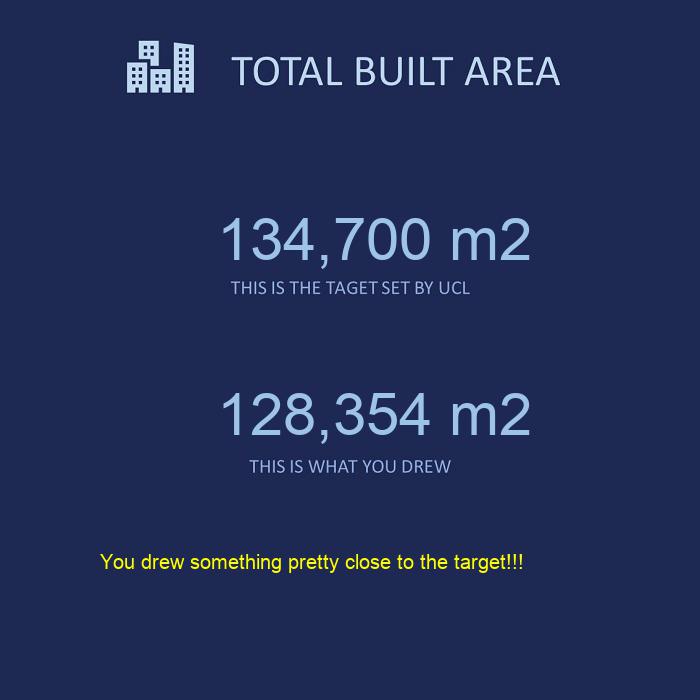 TOTAL BUILT AREA
134,700 m2
THIS IS THE TAGET SET BY UCL
128,354 m2
THIS IS WHAT YOU DREW
You drew something pretty close to the target!!!